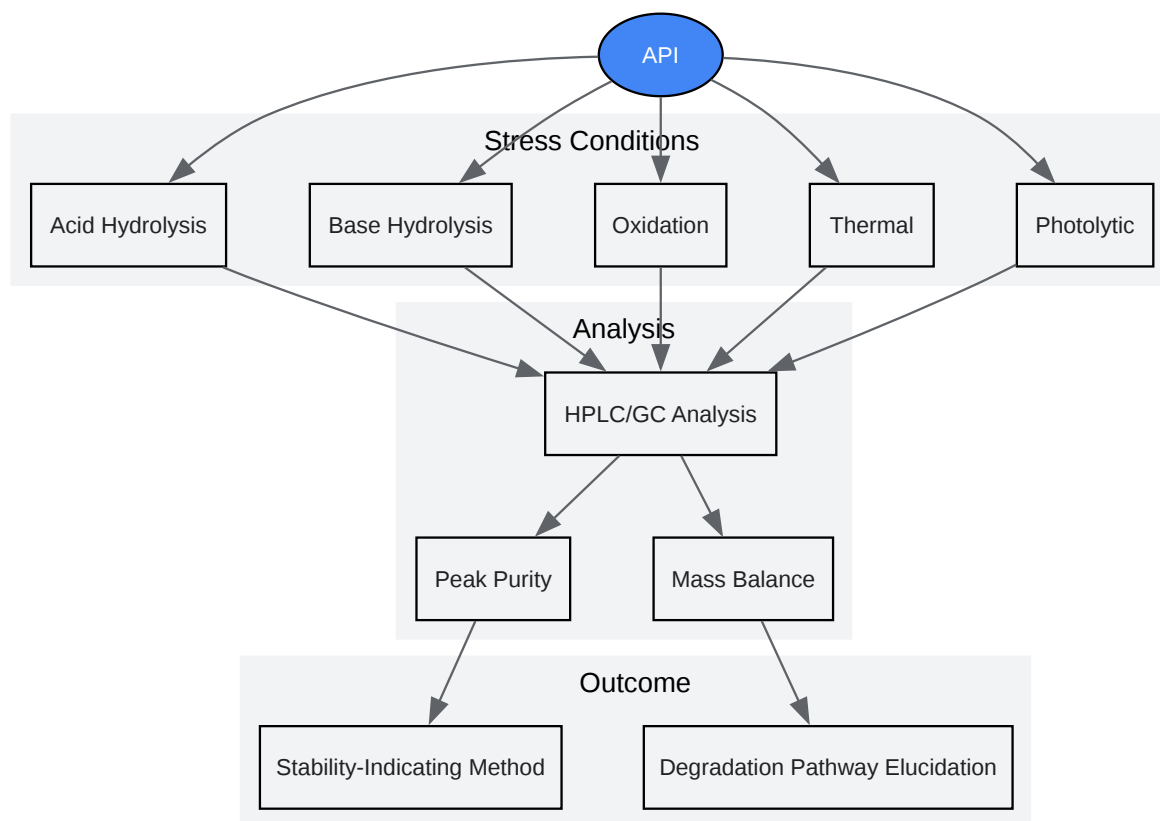 API
Stress Conditions
Acid Hydrolysis
Base Hydrolysis
Oxidation
Thermal
Photolytic
Analysis
HPLC/GC Analysis
Peak Purity
Mass Balance
Outcome
Stability-Indicating Method
Degradation Pathway Elucidation